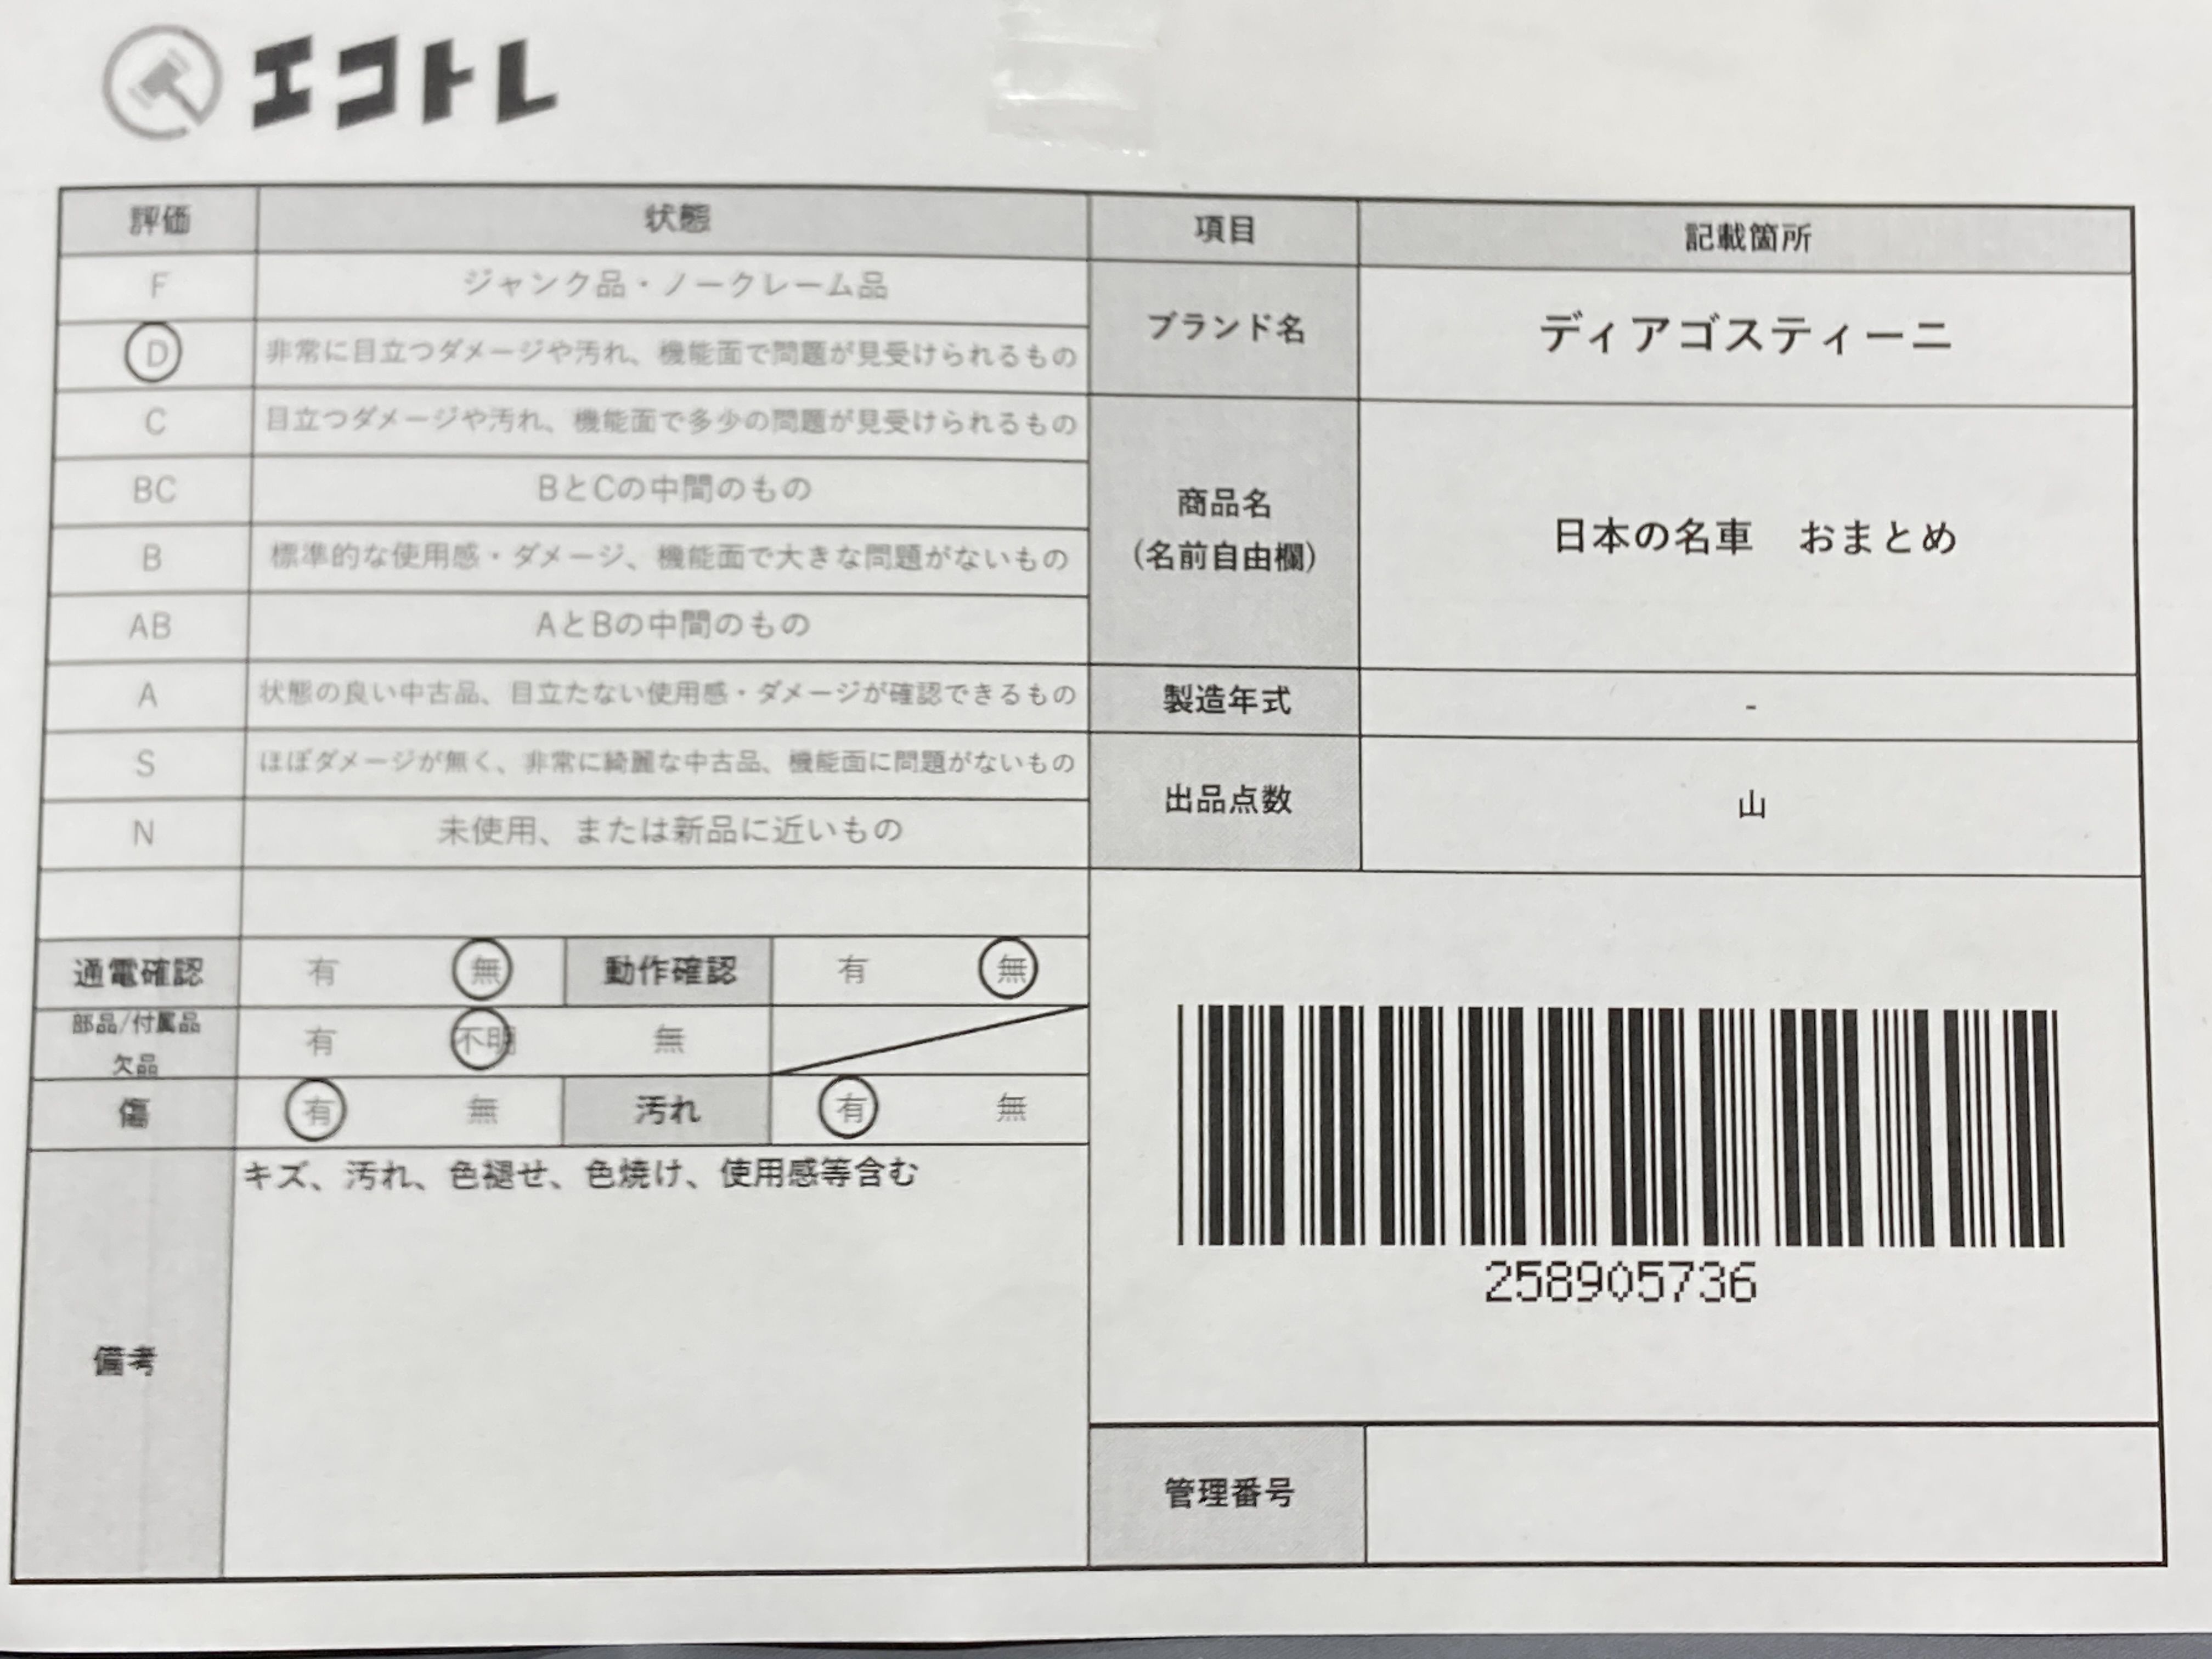 エコトレ
評価 状態
F ジャンク品・ノークレーム品
D 非常に目立つダメージや汚れ、機能面で問題が見受けられるもの
C 目立つダメージや汚れ、機能面で多少の問題が見受けられるもの
BC BとCの中間のもの
B 標準的な使用感・ダメージ、機能面で大きな問題がないもの
AB AとBの中間のもの
A 状態の良い中古品、目立たない使用感・ダメージが確認できるもの
S ほぼダメージが無く、非常に綺麗な中古品、機能面に問題がないもの
N 未使用、または新品に近いもの
通電確認 有 無 動作確認 有 無
部品/付属品
欠品 有 不明 無
傷 有 無 汚れ 有 無
備考 キズ、汚れ、色褪せ、色焼け、使用感等含む
項目 記載箇所
ブランド名 ディアゴスティーニ
商品名
(名前自由欄) 日本の名車 おまとめ
製造年式 -
出品点数 山
258905736
管理番号